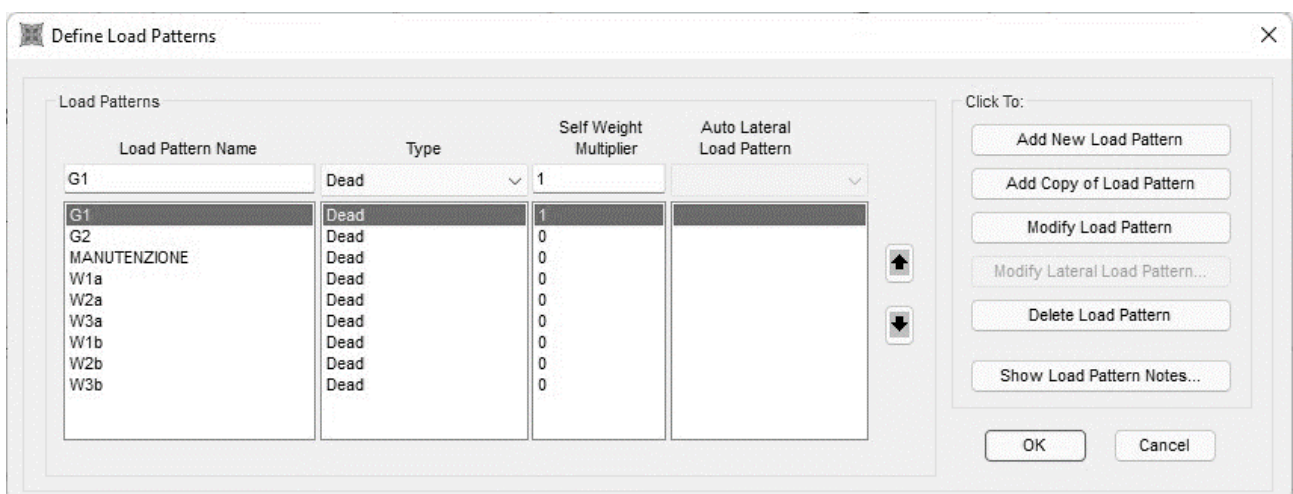 Define Load Patterns
Load Patterns
Click To:
Load Pattern Name
Type
Self Weight
Multiplier
Auto Lateral
Load Pattern
G1 Dead 1
G1 Dead 1
G2 Dead 0
MANUTENZIONE Dead 0
W1a Dead 0
W2a Dead 0
W3a Dead 0
W1b Dead 0
W2b Dead 0
W3b Dead 0
Add New Load Pattern
Add Copy of Load Pattern
Modify Load Pattern
Modify Lateral Load Pattern...
Delete Load Pattern
Show Load Pattern Notes...
OK
Cancel